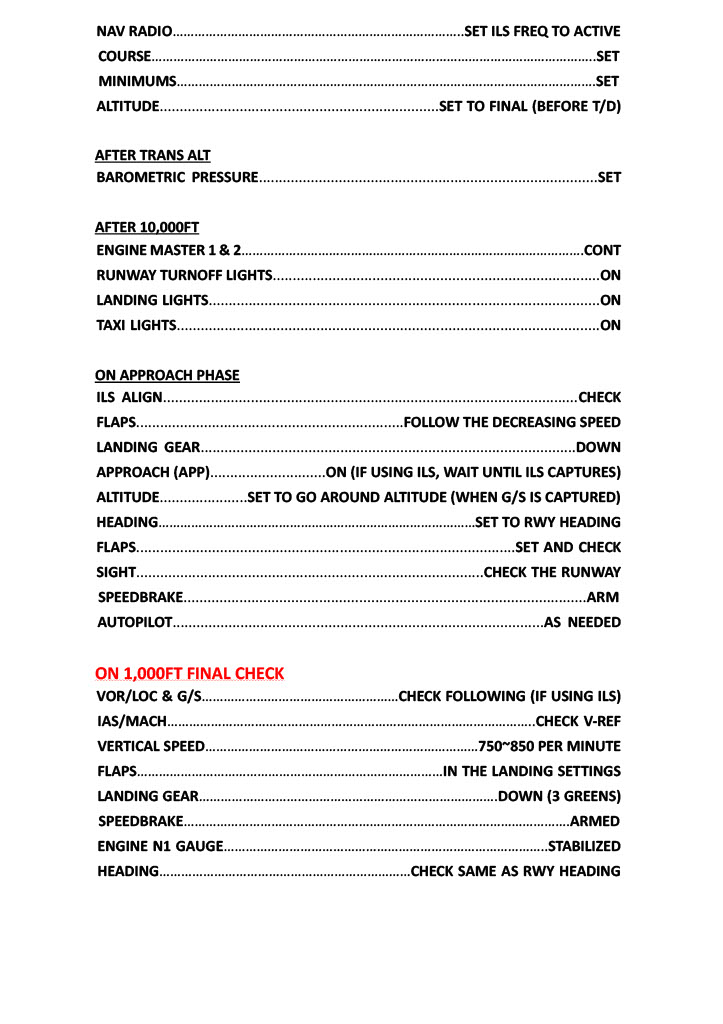 NAV RADIO……………………………………………………………………..SET ILS FREQ TO ACTIVE
COURSE…………………………………………………………………………………………………………..SET
MINIMUMS…………………………………………………………………………………………………….SET
ALTITUDE......................................................................SET TO FINAL (BEFORE T/D)
AFTER TRANS ALT
BAROMETRIC PRESSURE.....................................................................................SET
AFTER 10,000FT
ENGINE MASTER 1 & 2………………………………………………………………………………….CONT
RUNWAY TURNOFF LIGHTS..................................................................................ON
LANDING LIGHTS..................................................................................................ON
TAXI LIGHTS..........................................................................................................ON
ON APPROACH PHASE
ILS ALIGN........................................................................................................CHECK
FLAPS...................................................................FOLLOW THE DECREASING SPEED
LANDING GEAR..............................................................................................DOWN
APPROACH (APP).............................ON (IF USING ILS, WAIT UNTIL ILS CAPTURES)
ALTITUDE......................SET TO GO AROUND ALTITUDE (WHEN G/S IS CAPTURED)
HEADING……………………………………………………………………………SET TO RWY HEADING
FLAPS...............................................................................................SET AND CHECK
SIGHT.......................................................................................CHECK THE RUNWAY
SPEEDBRAKE.....................................................................................................ARM
AUTOPILOT.............................................................................................AS NEEDED
ON 1,000FT FINAL CHECK
VOR/LOC & G/S………………………………………………CHECK FOLLOWING (IF USING ILS)
IAS/MACH………………………………………………………………………………………..CHECK V-REF
VERTICAL SPEED…………………………………………………………………750~850 PER MINUTE
FLAPS…………………………………………………………………………IN THE LANDING SETTINGS
LANDING GEAR……………………………………………………………………….DOWN (3 GREENS)
SPEEDBRAKE…………………………………………………………………………………………….ARMED
ENGINE N1 GAUGE……………………………………………………………………………..STABILIZED
HEADING……………………………………………………………CHECK SAME AS RWY HEADING